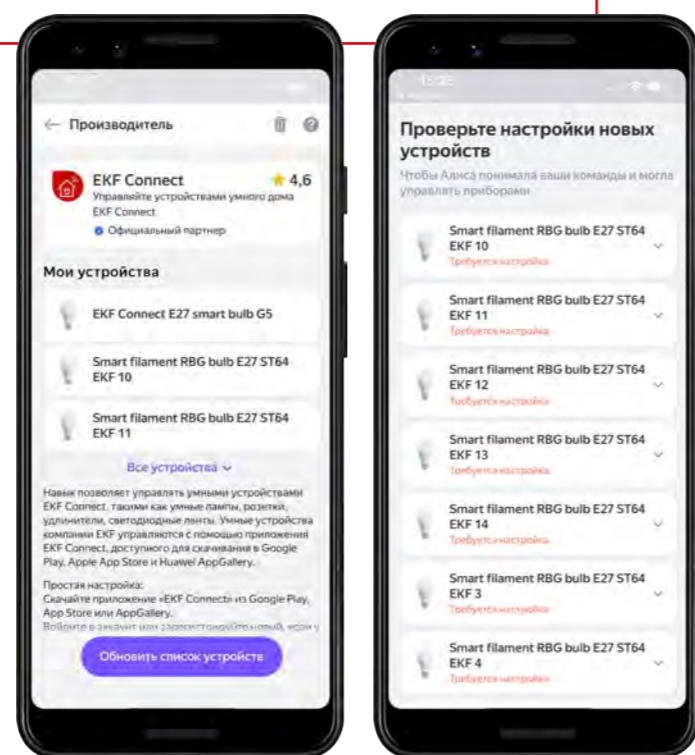 ← Производитель
EKF Connect
4,6
Управляйте устройствами умного дома
EKF Connect
Официальный партнер
Мои устройства
EKF Connect E27 smart bulb G5
Smart filament RBG bulb E27 ST64
EKF 10
Smart filament RBG bulb E27 ST64
EKF 11
Все устройства
Навык позволяет управлять умными устройствами
EKF Connect, такими как умные лампы, розетки,
удлинители, светодиодные ленты. Умные устройства
компании EKF управляются с помощью приложения
EKF Connect, доступного для скачивания в Google
Play, Apple App Store и Huawei AppGallery.
Простая настройка:
Скачайте приложение «EKF Connect» из Google Play,
App Store или AppGallery.
Войдите в аккаунт или зарегистрируйте новый, если у
Обновить список устройств
15:25
Проверьте настройки новых
устройств
Чтобы Алиса понимала ваши команды и могла
управлять приборами
Smart filament RBG bulb E27 ST64
EKF 10
Требуется настройка
Smart filament RBG bulb E27 ST64
EKF 11
Требуется настройка
Smart filament RBG bulb E27 ST64
EKF 12
Требуется настройка
Smart filament RBG bulb E27 ST64
EKF 13
Требуется настройка
Smart filament RBG bulb E27 ST64
EKF 14
Требуется настройка
Smart filament RBG bulb E27 ST64
EKF 3
Требуется настройка
Smart filament RBG bulb E27 ST64
EKF 4
Требуется настройка